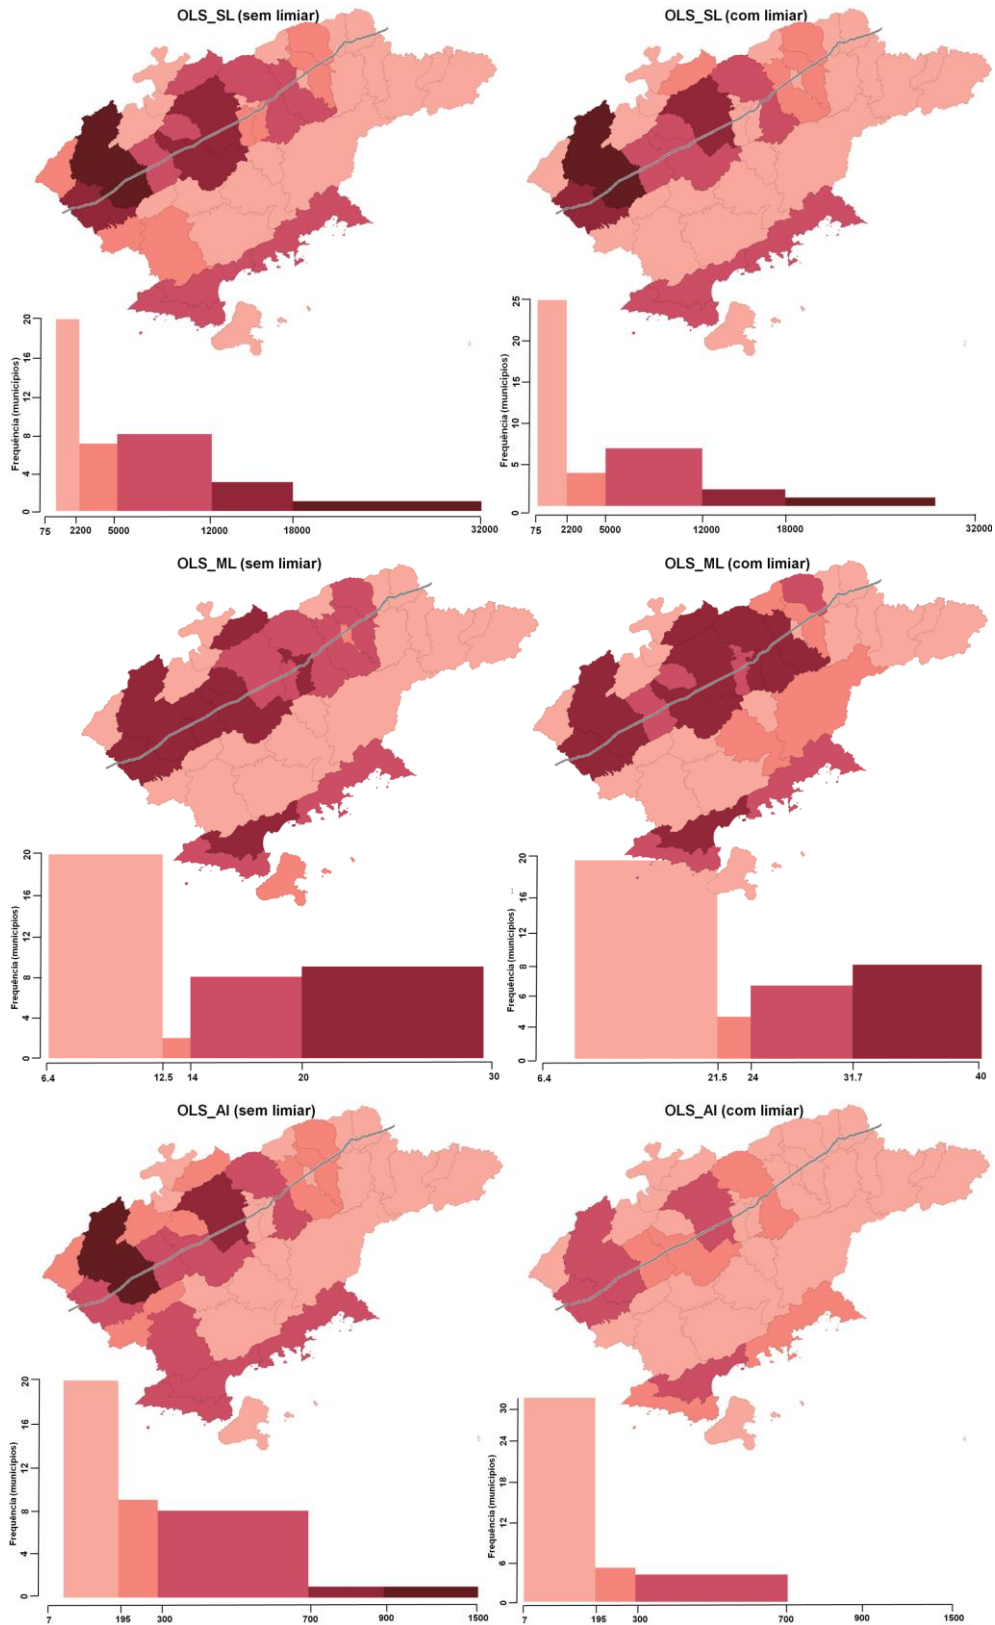 OLS_SL (sem limiar)
OLS_SL (com limiar)
Frequência (municípios)
20
16
12
8
4
0
75 2200 5000 12000 18000 32000
Frequência (municípios)
25
20
15
10
5
0
75 2200 5000 12000 18000 32000
OLS_ML (sem limiar)
OLS_ML (com limiar)
Frequência (municípios)
20
16
12
8
4
0
6.4 12.5 14 20 30
Frequência (municípios)
20
16
12
8
6
4
0
6.4 21.5 24 31.7 40
OLS_AI (sem limiar)
OLS_AI (com limiar)
Frequência (municípios)
20
16
12
8
4
0
7 195 300 700 900 1500
Frequência (municípios)
30
24
18
12
6
0
7 195 300 700 900 1500